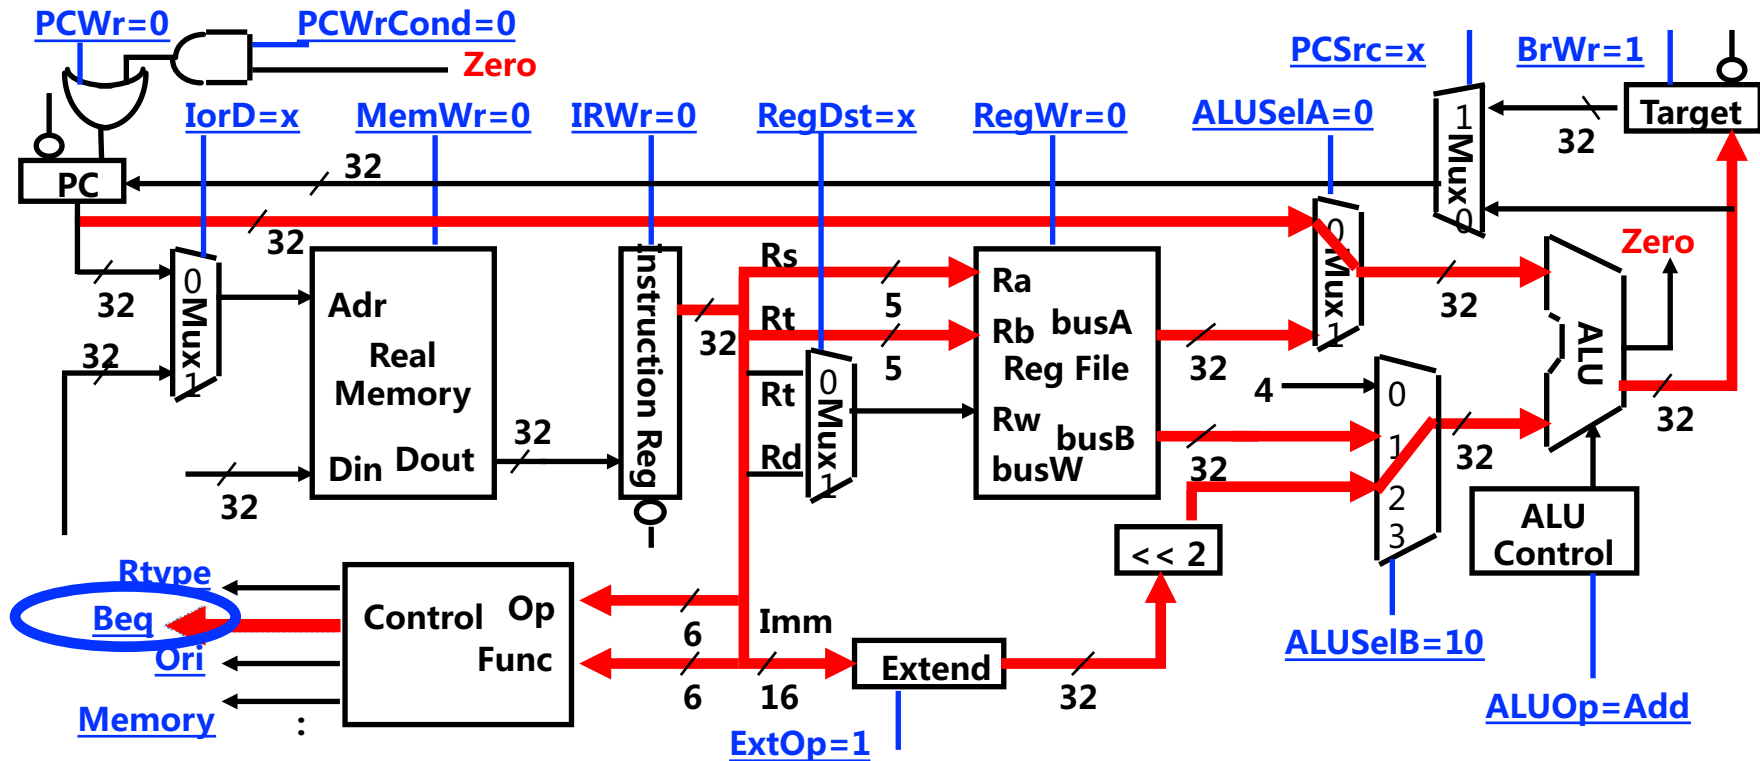 PCWr=0
PCWrCond=0
Zero
PCSrc=x
BrWr=1
IorD=x
MemWr=0
IRWr=0
RegDst=x
RegWr=0
ALUSelA=0
1
Mux
0
32
Target
PC
32
32
32
0
Mux
1
32
Adr
Real
Memory
Din
Dout
32
32
Instruction Reg
32
Rs
5
Rt
5
Rt
Rd
0
Mux
1
Ra
Rb
busA
Reg File
Rw
busB
busW
32
32
0
Mux
1
32
4
0
1
2
3
32
Zero
ALU
32
ALU
Control
<< 2
Rtype
Beq
Ori
Memory
:
Control
Op
Func
6
6
Imm
16
Extend
32
ExtOp=1
ALUSelB=10
ALUOp=Add